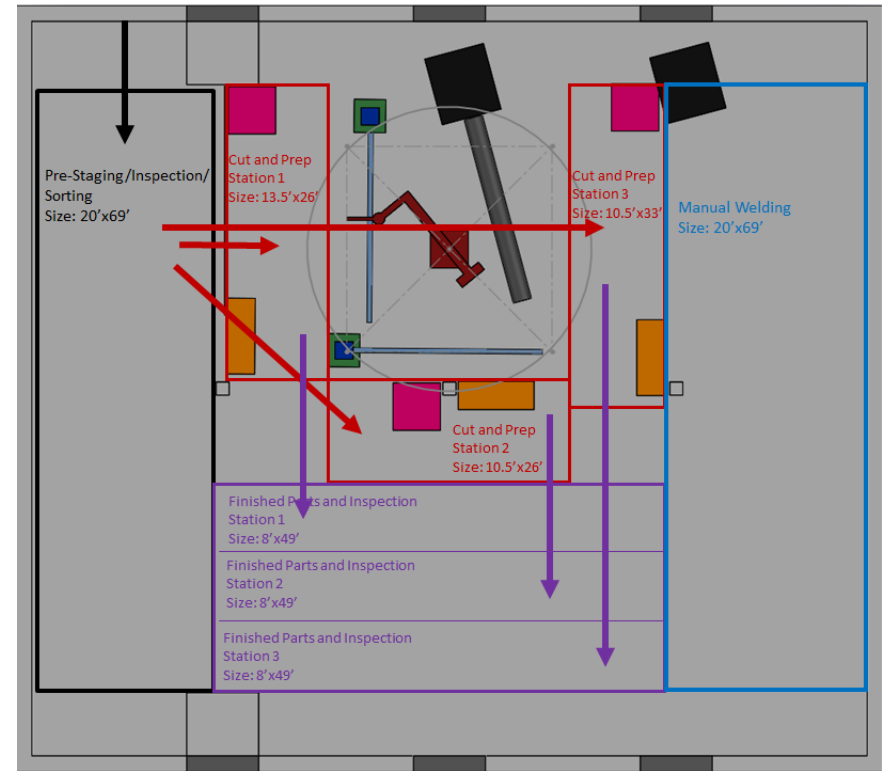 Pre-Staging/Inspection/
Sorting
Size: 20'x69'
Cut and Prep
Station 1
Size: 13.5'x26'
Cut and Prep
Station 3
Size: 10.5'x33'
Manual Welding
Size: 20'x69'
Cut and Prep
Station 2
Size: 10.5'x26'
Finished Parts and Inspection
Station 1
Size: 8'x49'
Finished Parts and Inspection
Station 2
Size: 8'x49'
Finished Parts and Inspection
Station 3
Size: 8'x49'